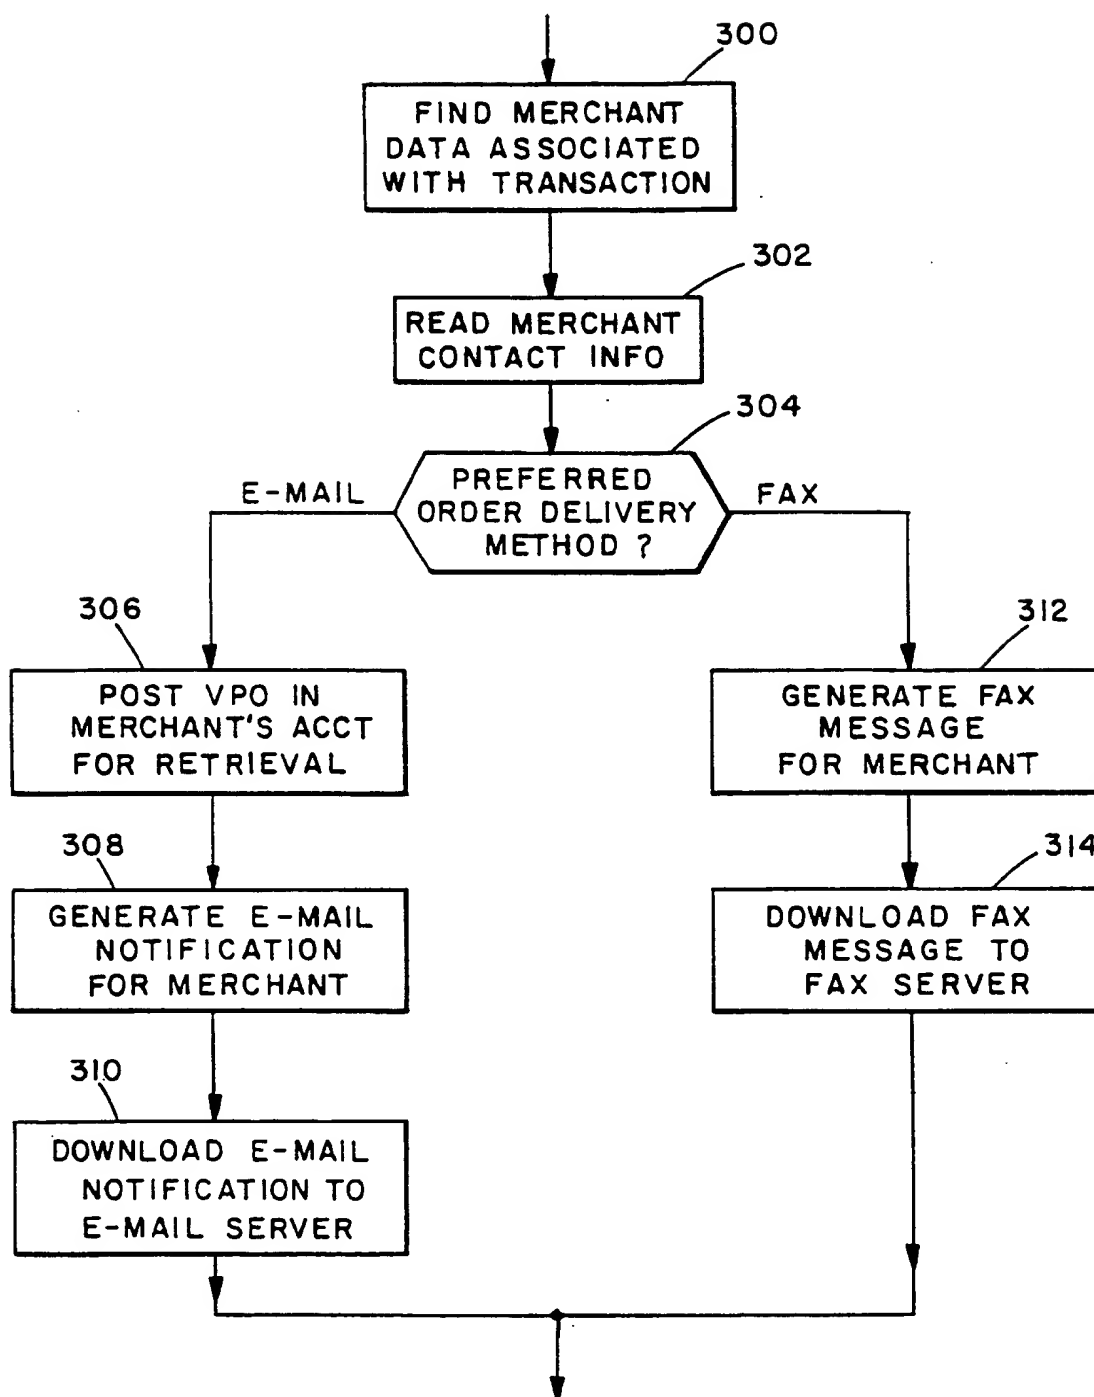 300
FIND MERCHANT
DATA ASSOCIATED
WITH TRANSACTION
302
READ MERCHANT
CONTACT INFO
304
PREFERRED
ORDER DELIVERY
METHOD ?
E-MAIL
FAX
306
POST VPO IN
MERCHANT'S ACCT
FOR RETRIEVAL
308
GENERATE E-MAIL
NOTIFICATION
FOR MERCHANT
310
DOWNLOAD E-MAIL
NOTIFICATION TO
E-MAIL SERVER
312
GENERATE FAX
MESSAGE
FOR MERCHANT
314
DOWNLOAD FAX
MESSAGE TO
FAX SERVER